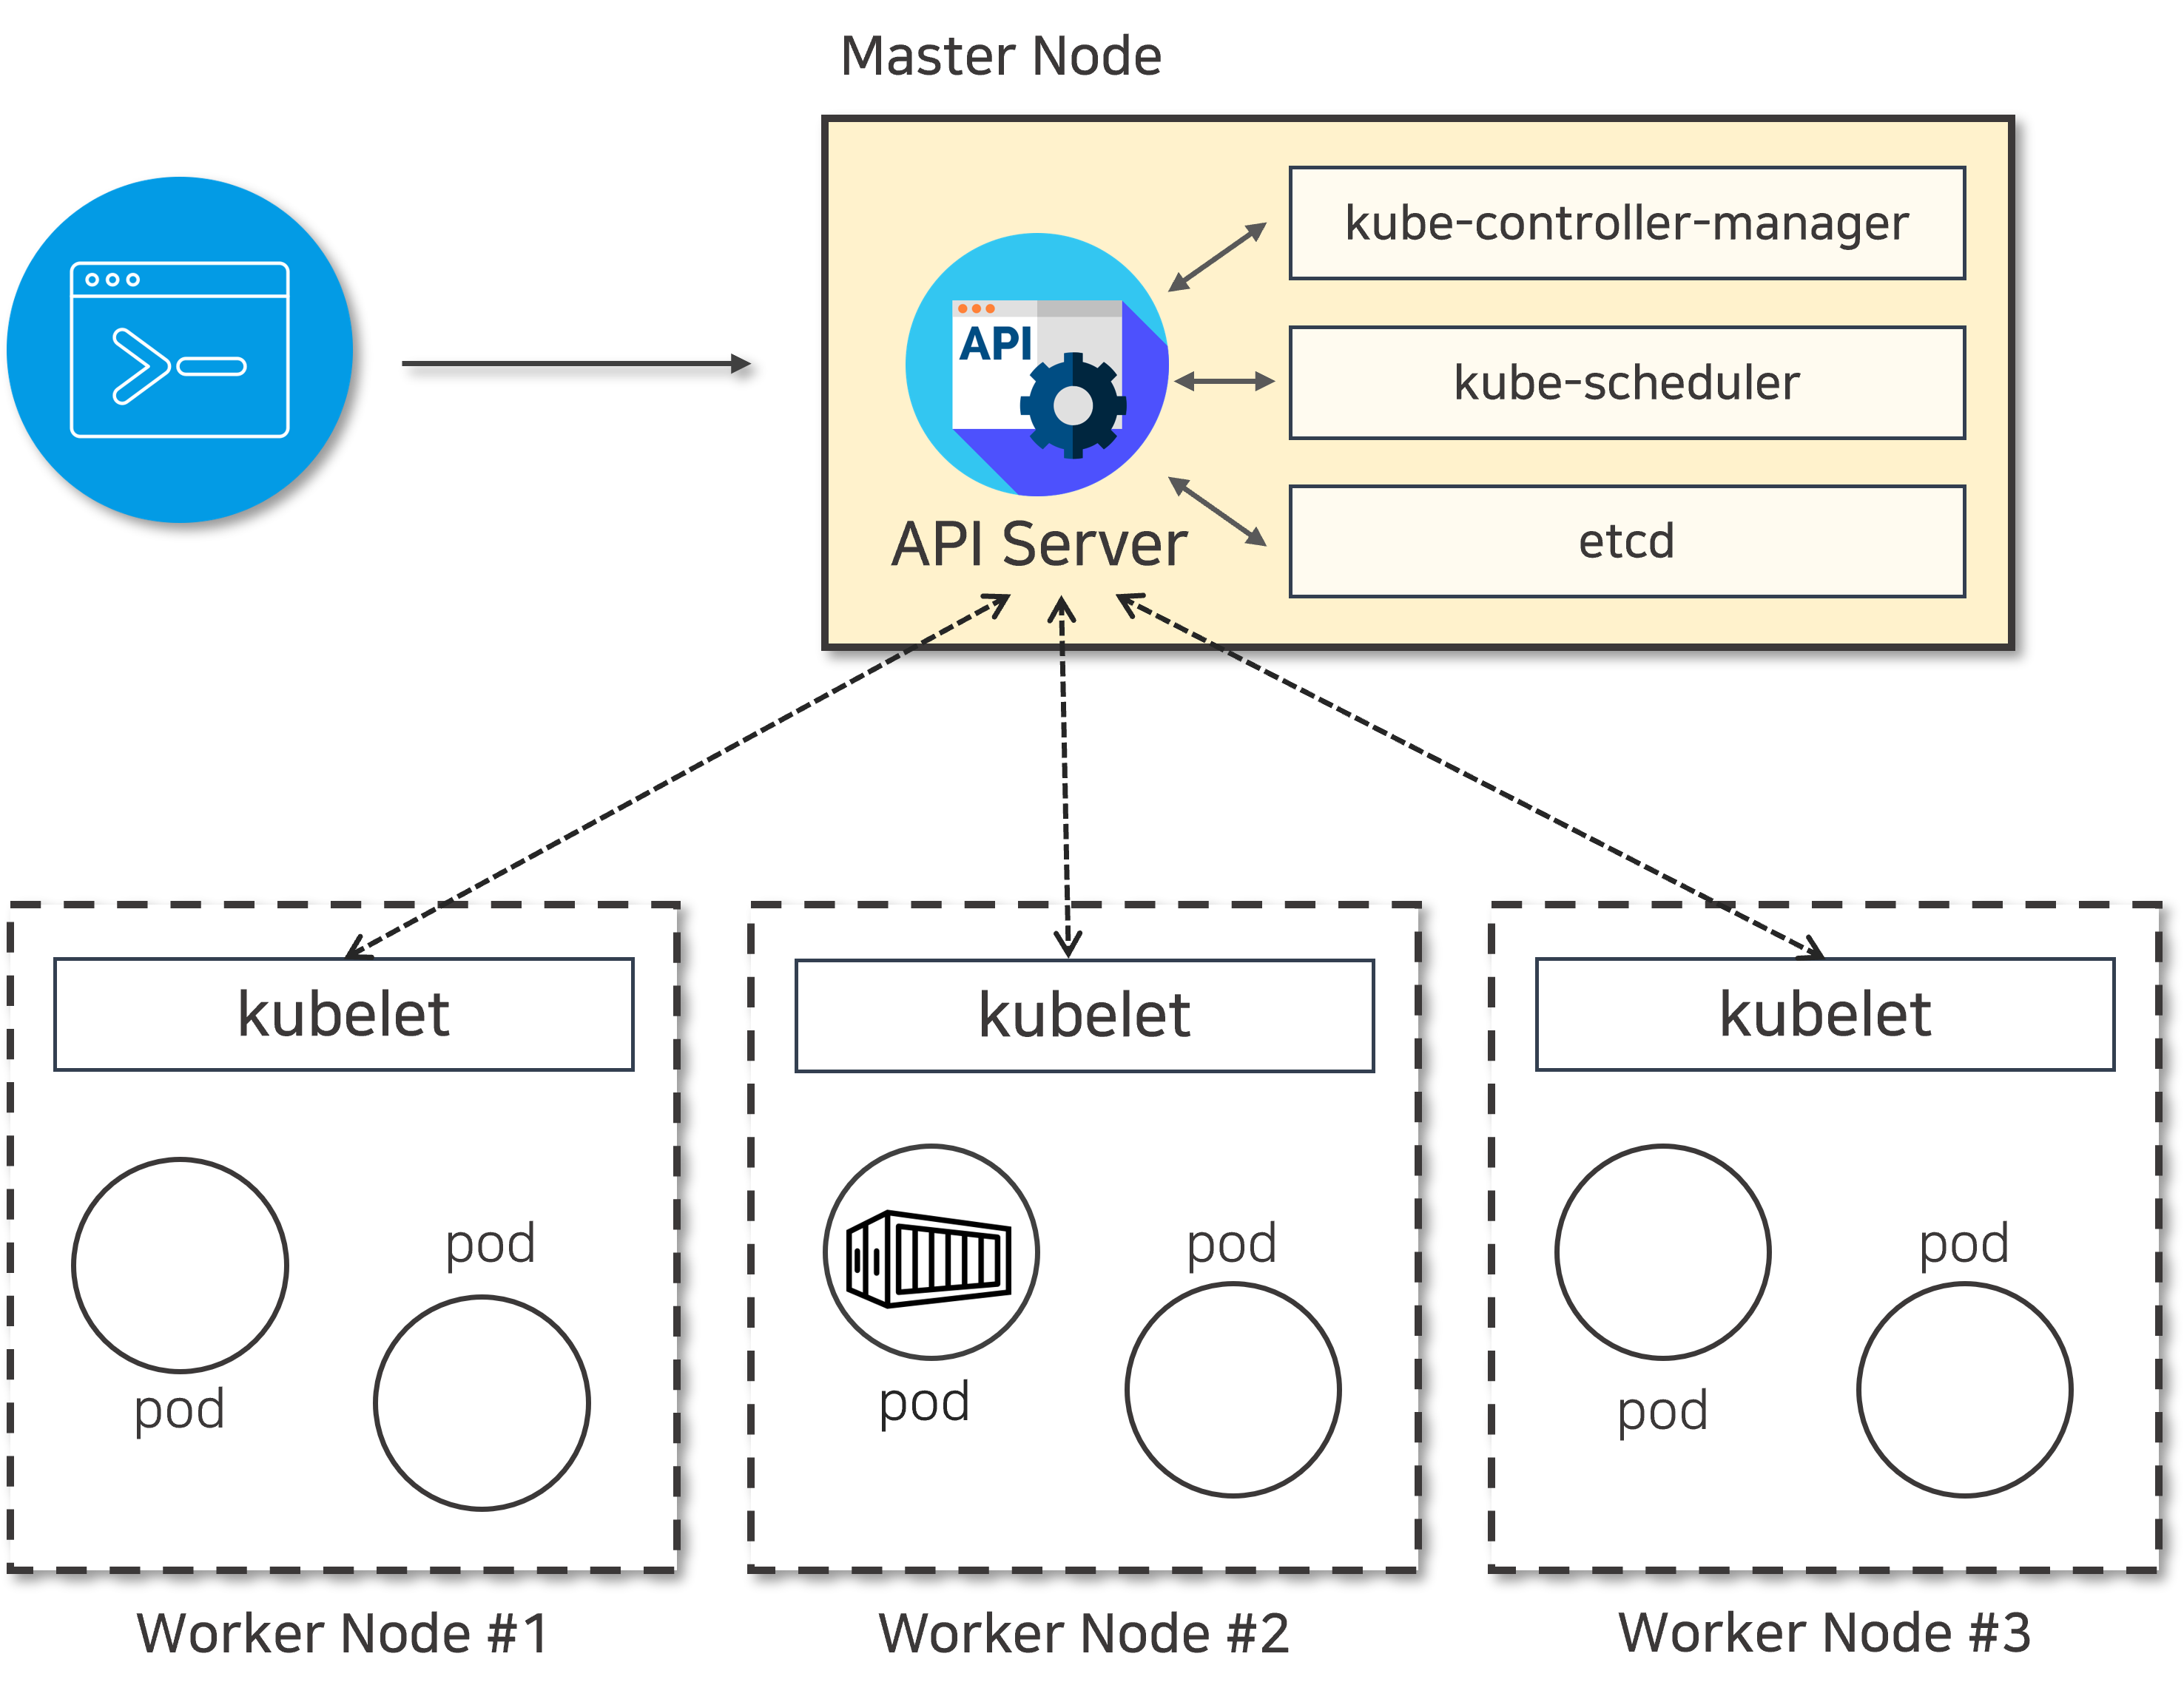 Master Node
kube-controller-manager
API
kube-scheduler
API Server
etcd
kubelet
kubelet
kubelet
pod
pod
pod
pod
pod
pod
Worker Node #1
Worker Node #2
Worker Node #3